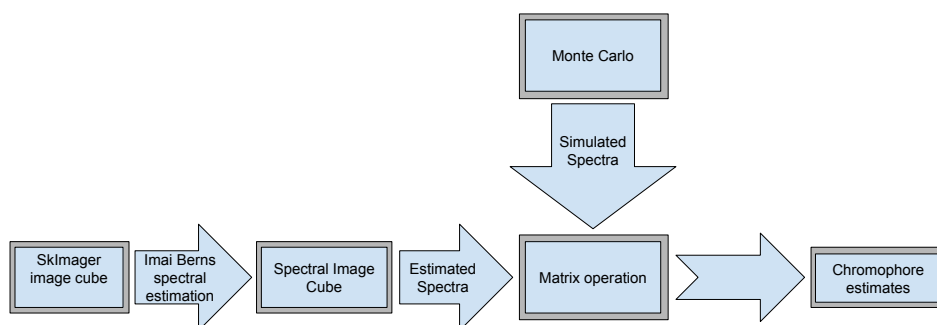 Monte Carlo
Simulated
Spectra
SkImager
image cube
Imai Berns
spectral
estimation
Spectral Image
Cube
Estimated
Spectra
Matrix operation
Chromophore
estimates